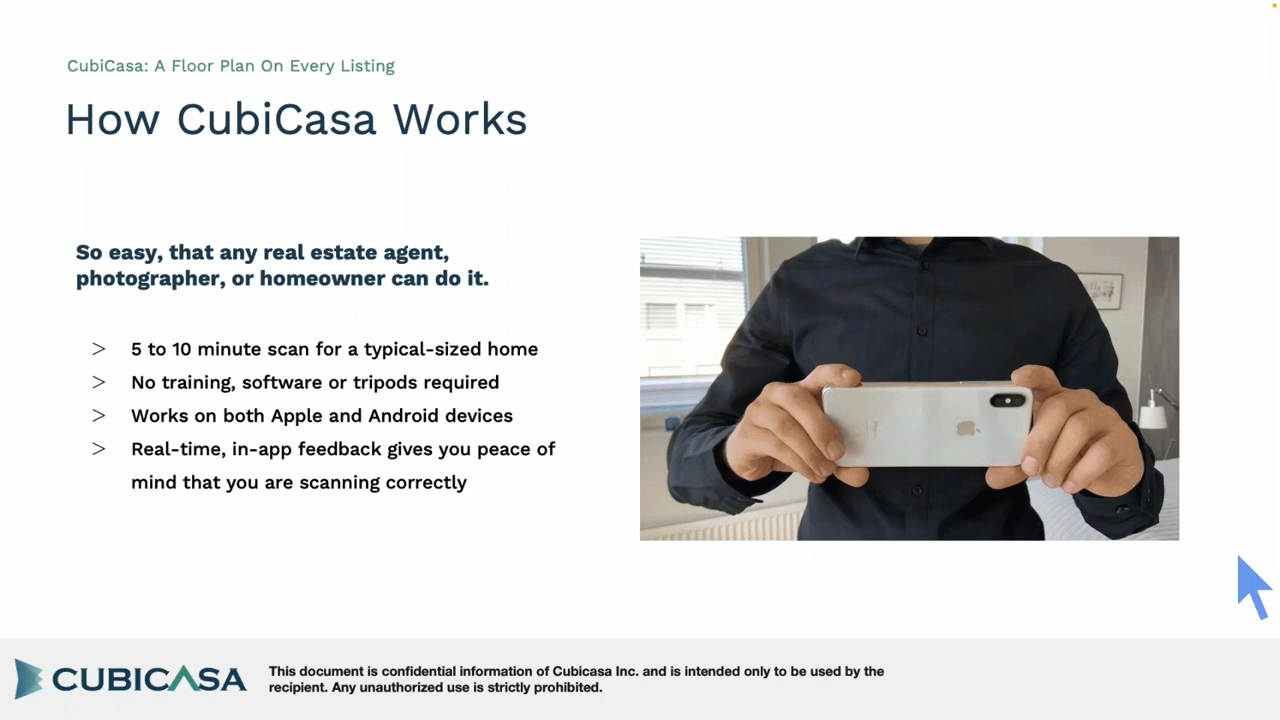 CubiCasa: A Floor Plan On Every Listing
How CubiCasa Works
So easy, that any real estate agent,
photographer, or homeowner can do it.
> 5 to 10 minute scan for a typical-sized home
> No training, software or tripods required
> Works on both Apple and Android devices
> Real-time, in-app feedback gives you peace of
mind that you are scanning correctly
CUBICASA
This document is confidential information of Cubicasa Inc. and is intended only to be used by the
recipient. Any unauthorized use is strictly prohibited.